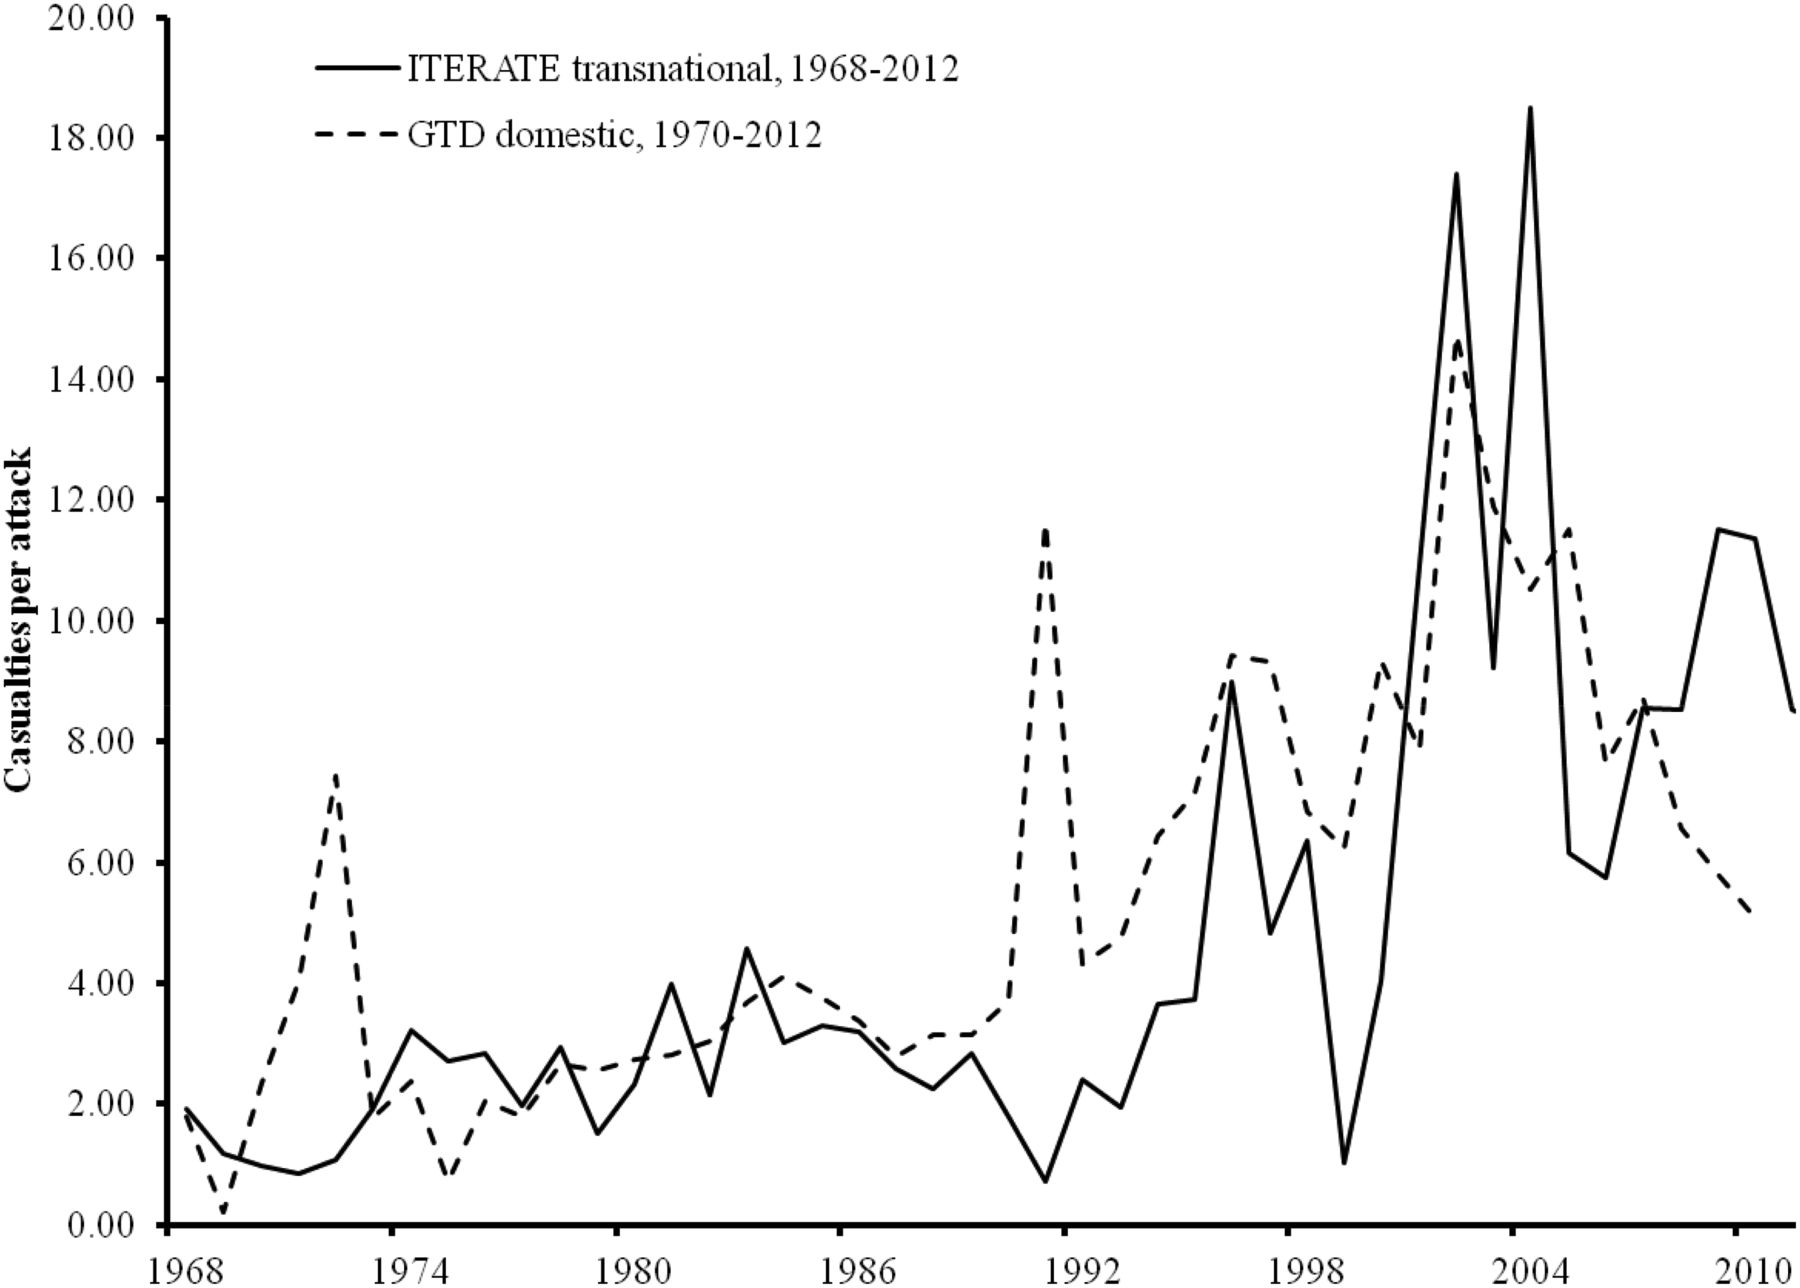 20.00
ITERATE transnational, 1968-2012
GTD domestic, 1970-2012
18.00
16.00
14.00
12.00
Casualties per attack
10.00
8.00
6.00
4.00
2.00
0.00
1968 1974 1980 1986 1992 1998 2004 2010